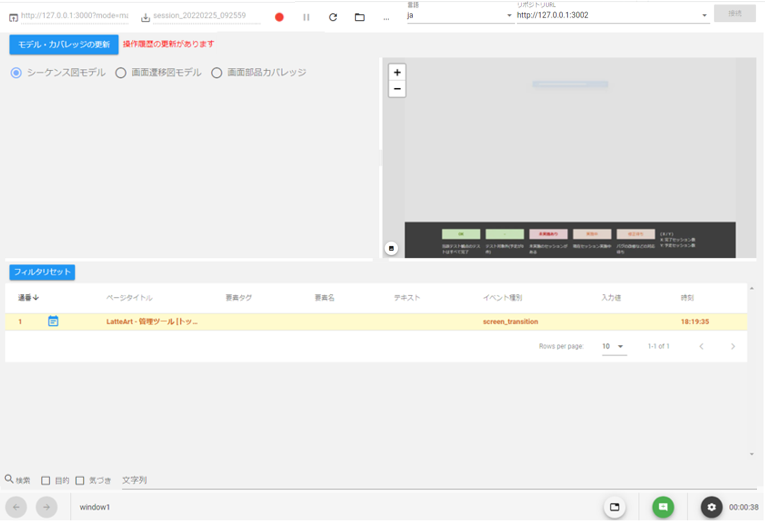 言語
リポジトリURL
http://127.0.0.1:3000?mode=ma
session_20220225_092559
...
ja
http://127.0.0.1:3002
接続
モデル・カバレッジの更新
操作履歴の更新があります
シーケンス図モデル
画面遷移図モデル
画面部品カバレッジ
+
−
フィルタリセット
通番
ページタイトル
要素タグ
要素名
テキスト
イベント種別
入力値
時刻
1
LatteArt - 管理ツール [トッ...
screen_transition
18:19:35
Rows per page:
10
1-1 of 1
検索
目的
気づき
文字列
window1
00:00:38